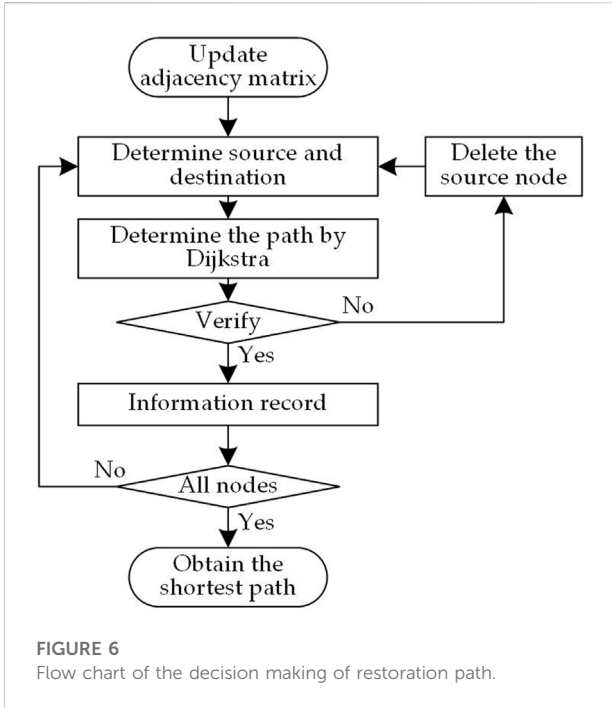 Update
adjacency matrix
Determine source and
destination
Delete the
source node
Determine the path by
Dijkstra
Verify
No
Yes
Information record
No
All nodes
Yes
Obtain the
shortest path
FIGURE 6
Flow chart of the decision making of restoration path.